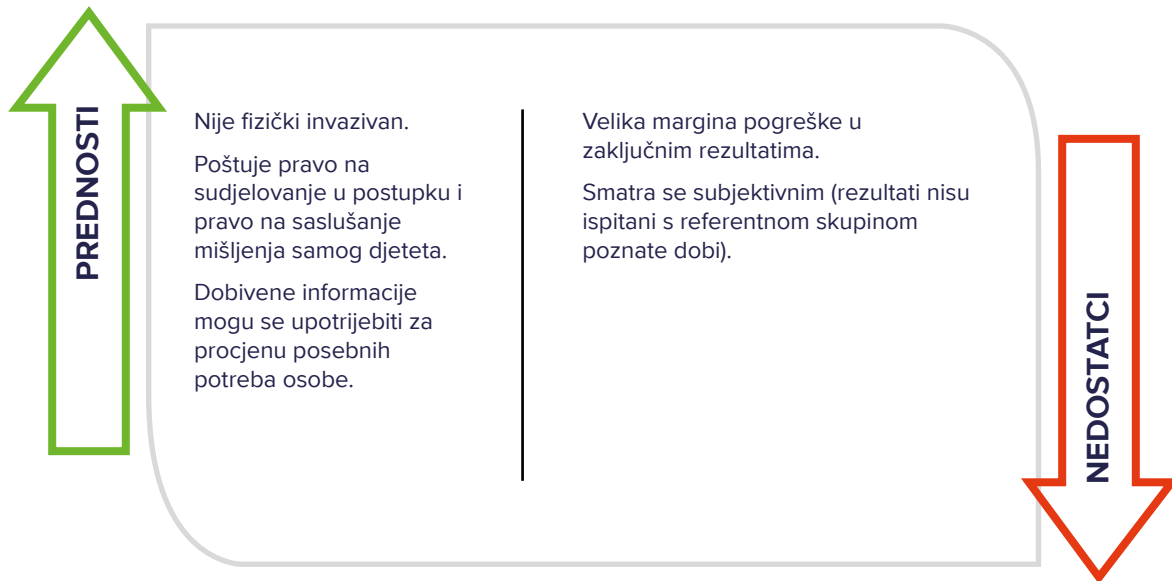 PREDNOSTI
Nije fizički invazivan.
Poštuje pravo na
sudjelovanje u postupku i
pravo na saslušanje
mišljenja samog djeteta.
Dobivene informacije
mogu se upotrijebiti za
procjenu posebnih
potreba osobe.
Velika margina pogreške u
zaključnim rezultatima.
Smatra se subjektivnim (rezultati nisu
ispitani s referentnom skupinom
poznate dobi).
NEDOSTATCI